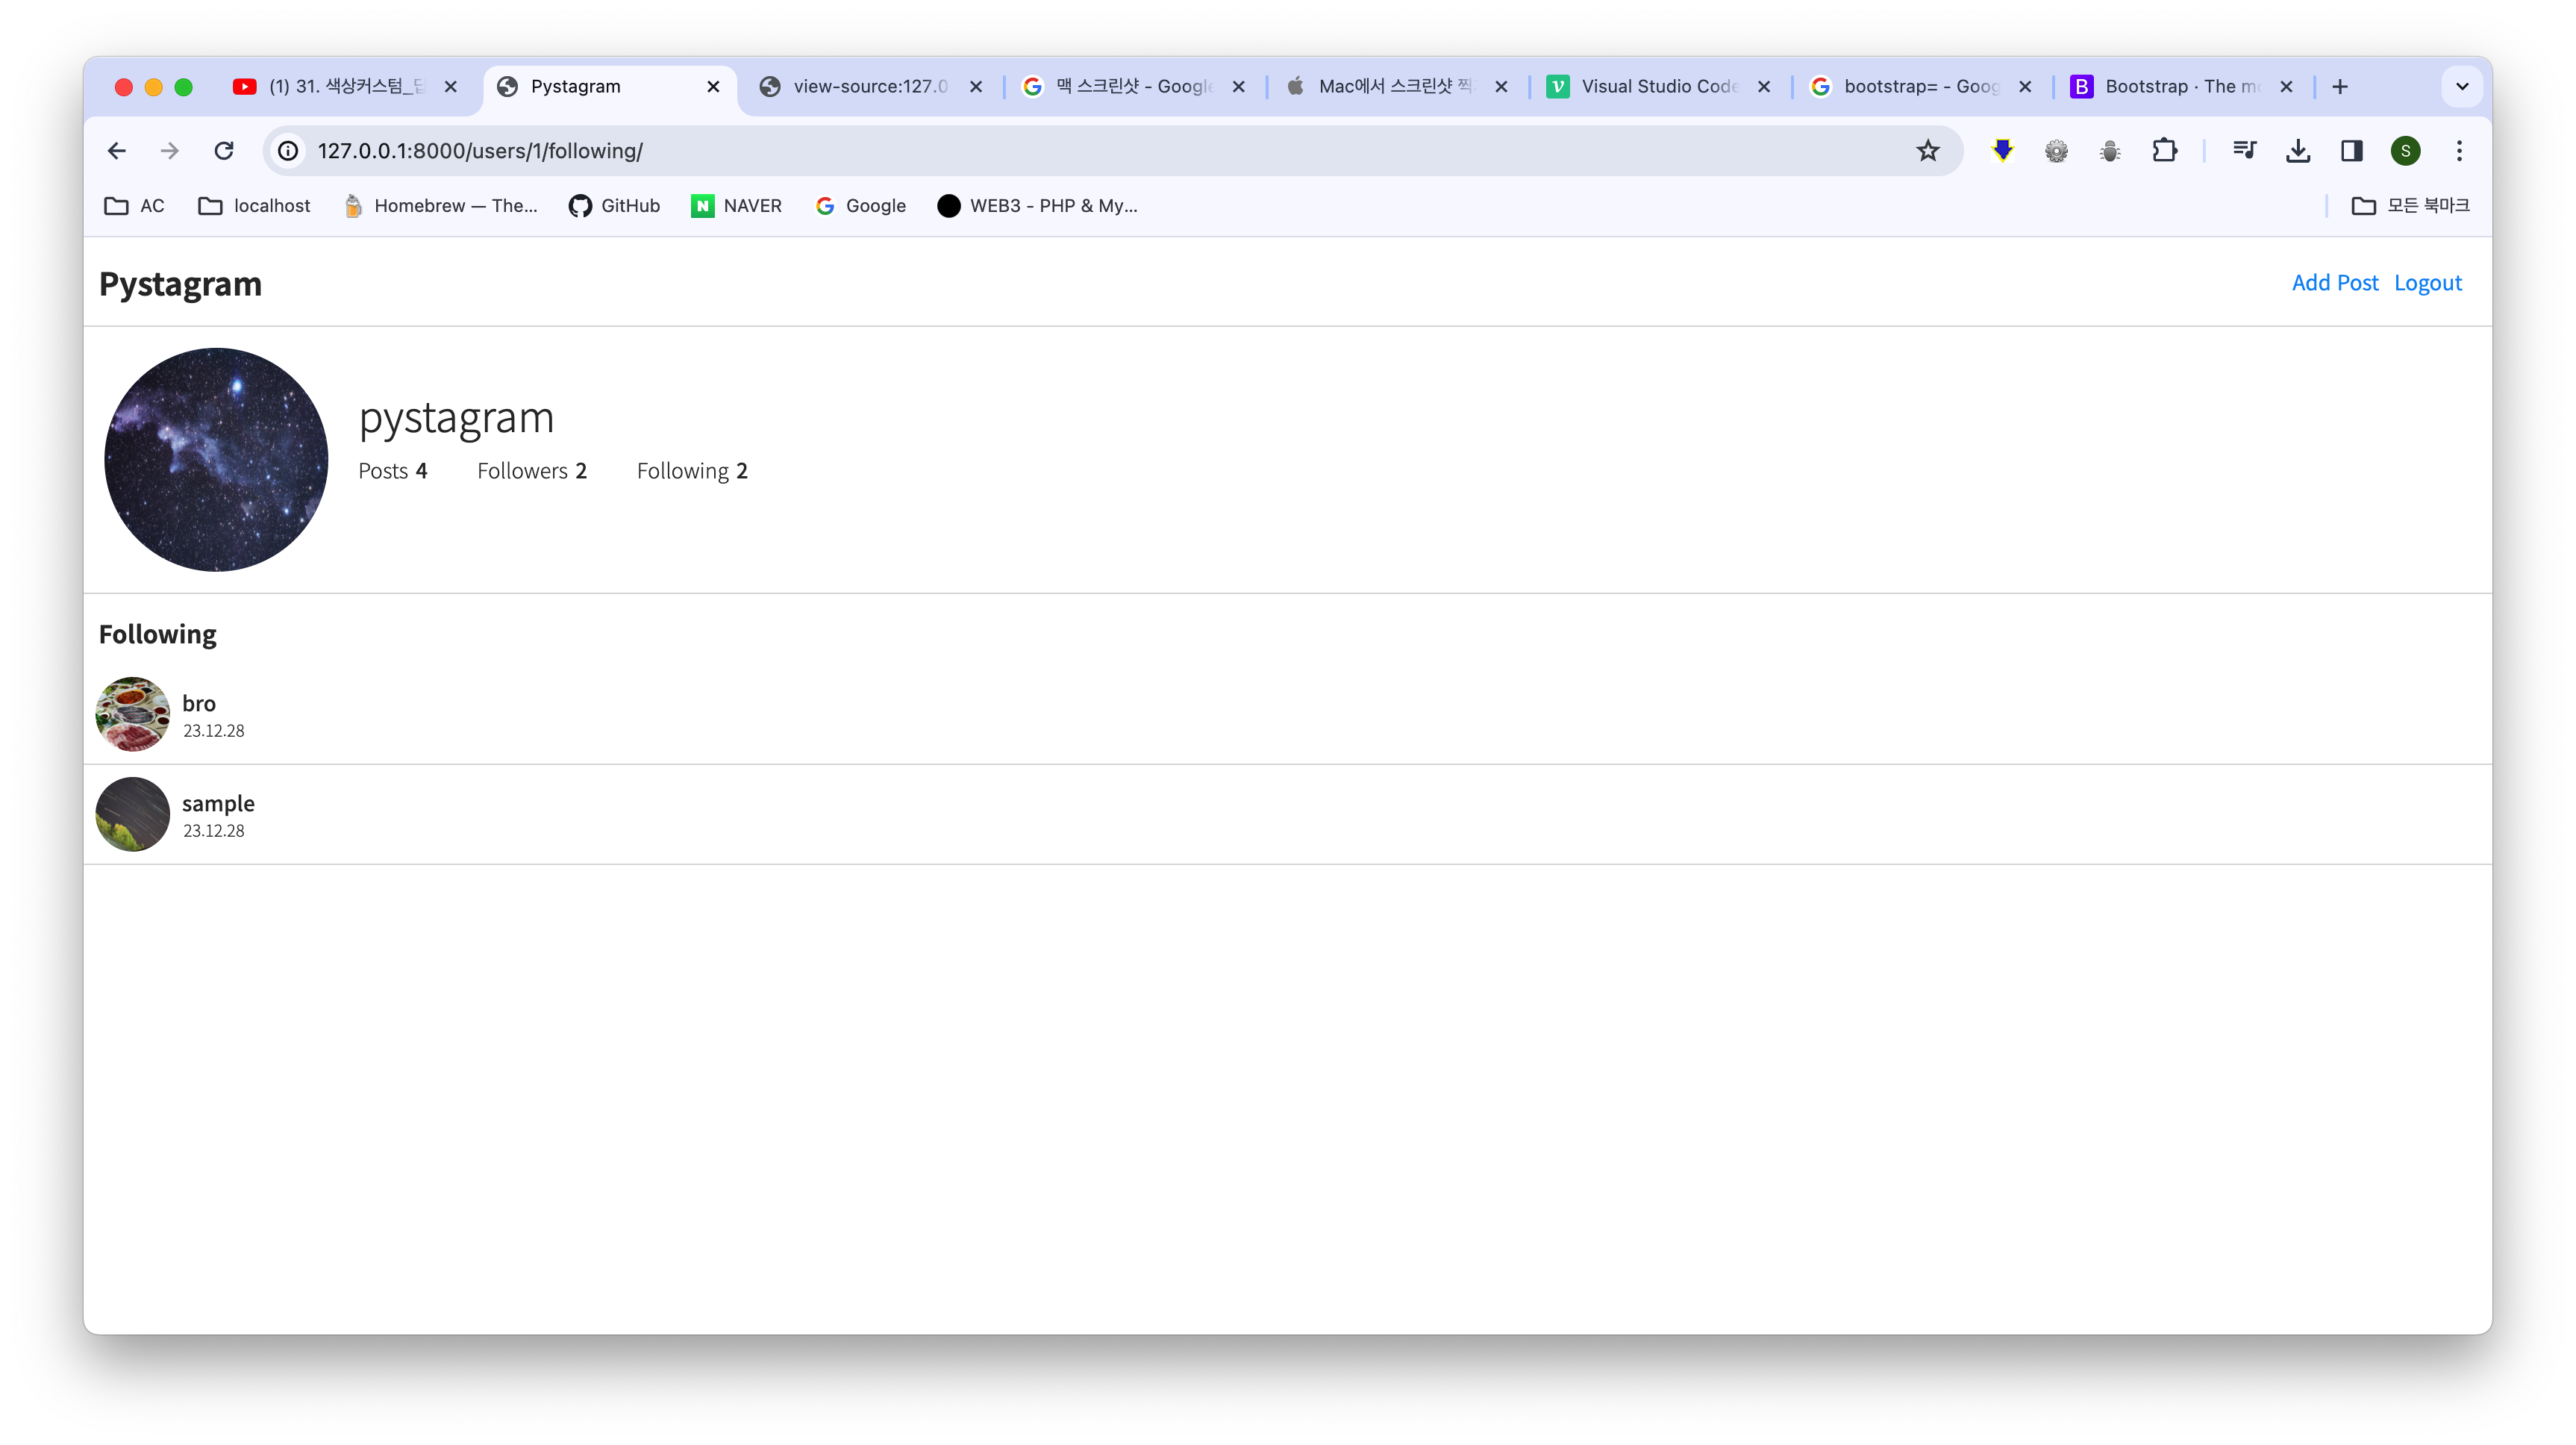 (1) 31. 색상커스텀_답
Pystagram
view-source:127.0
맥 스크린샷 - Google
Mac에서 스크린샷 찍
Visual Studio Code
bootstrap= - Goog
Bootstrap · The mo
127.0.0.1:8000/users/1/following/
S
AC
localhost
Homebrew — The...
GitHub
NAVER
Google
WEB3 - PHP & My...
모든 북마크
Pystagram
Add Post Logout
pystagram
Posts 4 Followers 2 Following 2
Following
bro
23.12.28
sample
23.12.28